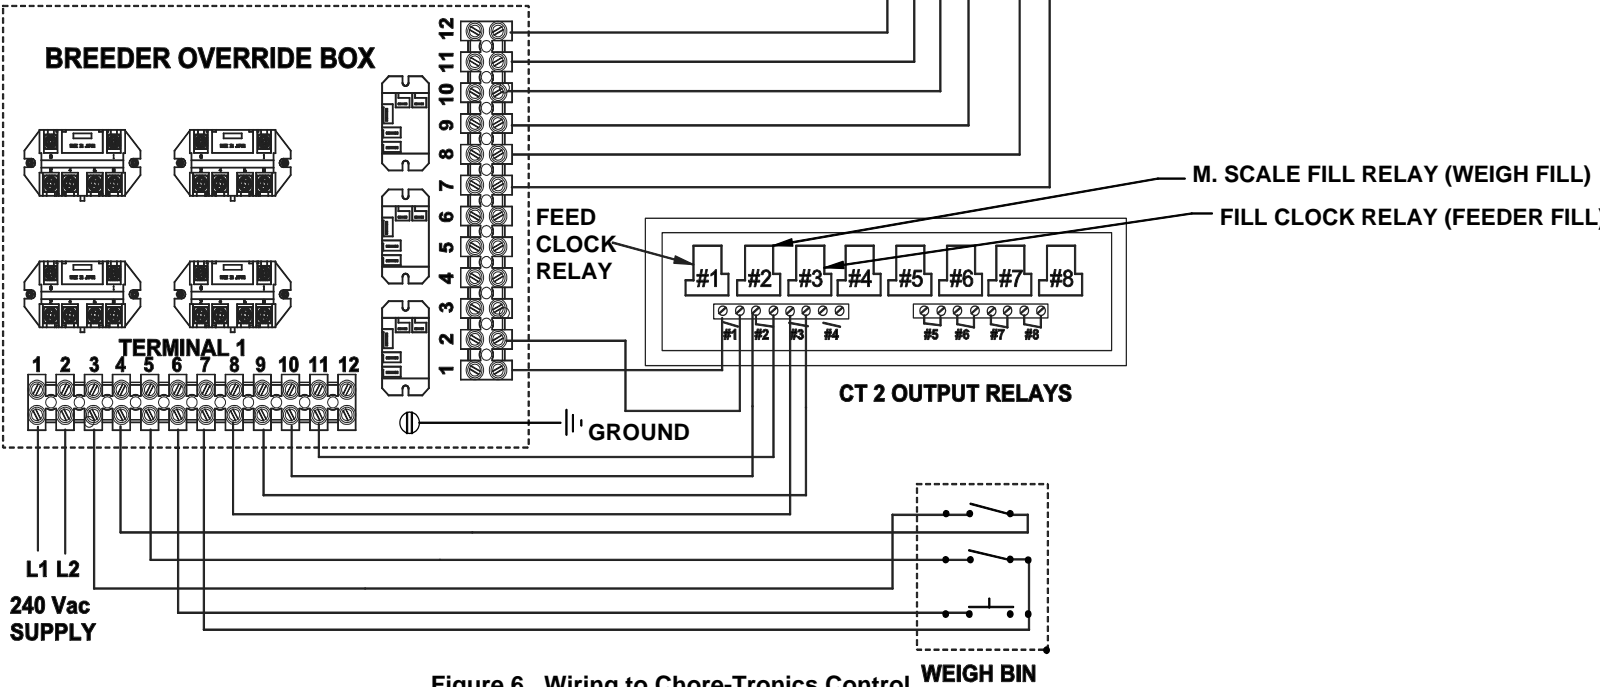 BREEDER OVERRIDE BOX
12
11
10
9
8
7
6
5
4
3
2
1
TERMINAL 1
1 2 3 4 5 6 7 8 9 10 11 12
L1 L2
240 Vac
SUPPLY
GROUND
FEED
CLOCK
RELAY
M. SCALE FILL RELAY (WEIGH FILL)
FILL CLOCK RELAY (FEEDER FILL)
#1 #2 #3 #4 #5 #6 #7 #8
#1 #2 #3 #4 #5 #6 #7 #8
CT 2 OUTPUT RELAYS
WEIGH BIN
Figure 6. Wiring to Chore-Tronics Control